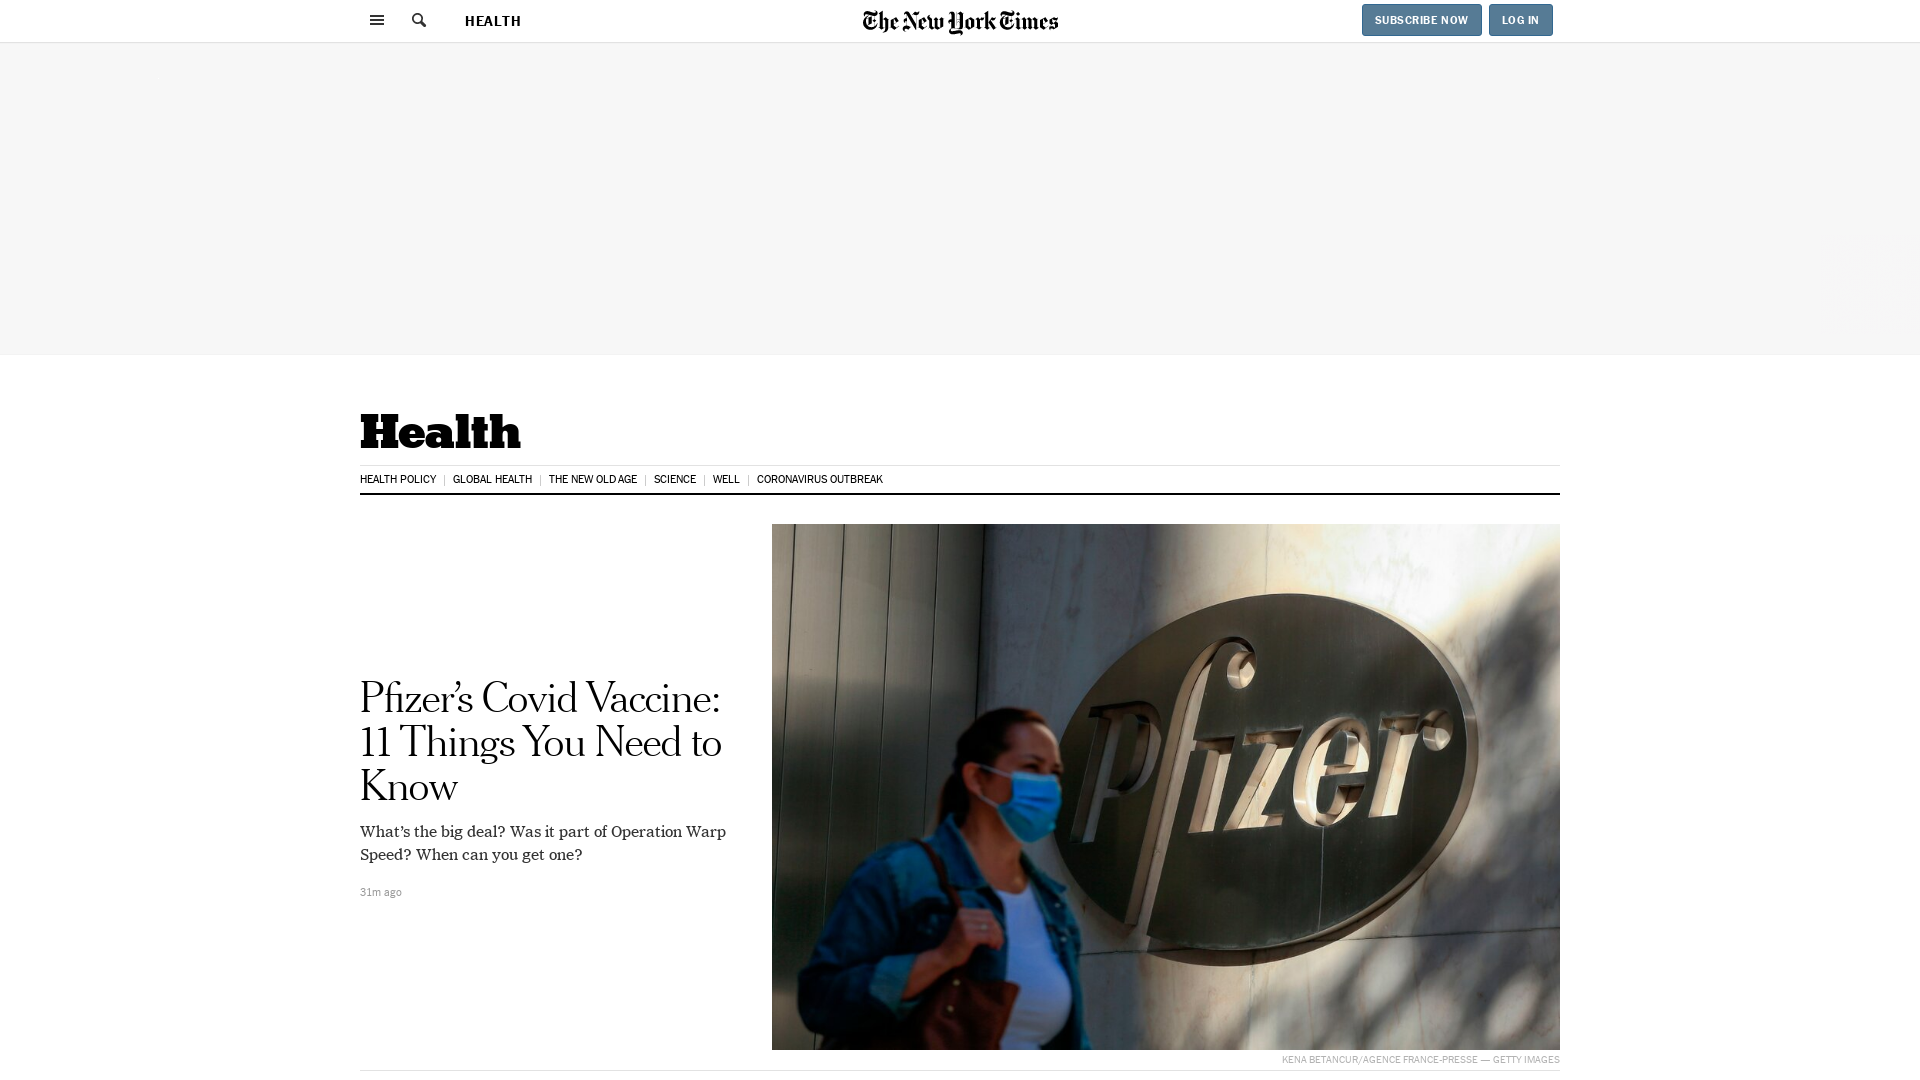 HEALTH
The New York Times
SUBSCRIBE NOW
LOG IN
Health
HEALTH POLICY
GLOBAL HEALTH
THE NEW OLD AGE
SCIENCE
WELL
CORONAVIRUS OUTBREAK
Pfizer’s Covid Vaccine:
11 Things You Need to
Know
What’s the big deal? Was it part of Operation Warp
Speed? When can you get one?
31m ago
Pfizer
KENA BETANCUR/AGENCE FRANCE-PRESSE — GETTY IMAGES